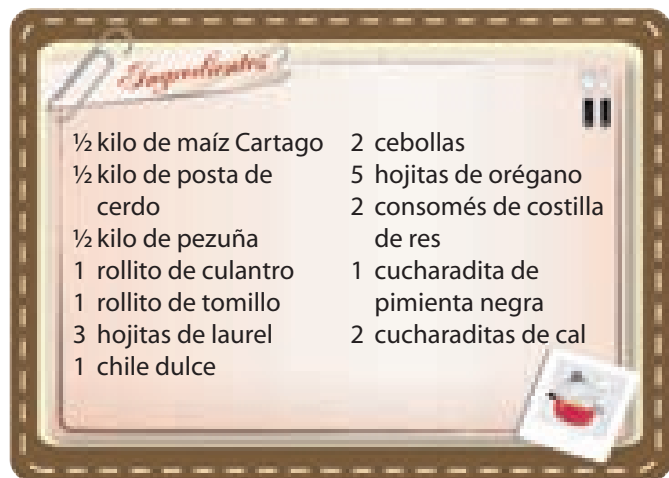 Ingredientes
½ kilo de maíz Cartago
½ kilo de posta de
cerdo
½ kilo de pezuña
1 rollito de culantro
1 rollito de tomillo
3 hojitas de laurel
1 chile dulce
2 cebollas
5 hojitas de orégano
2 consomés de costilla
de res
1 cucharadita de
pimienta negra
2 cucharaditas de cal